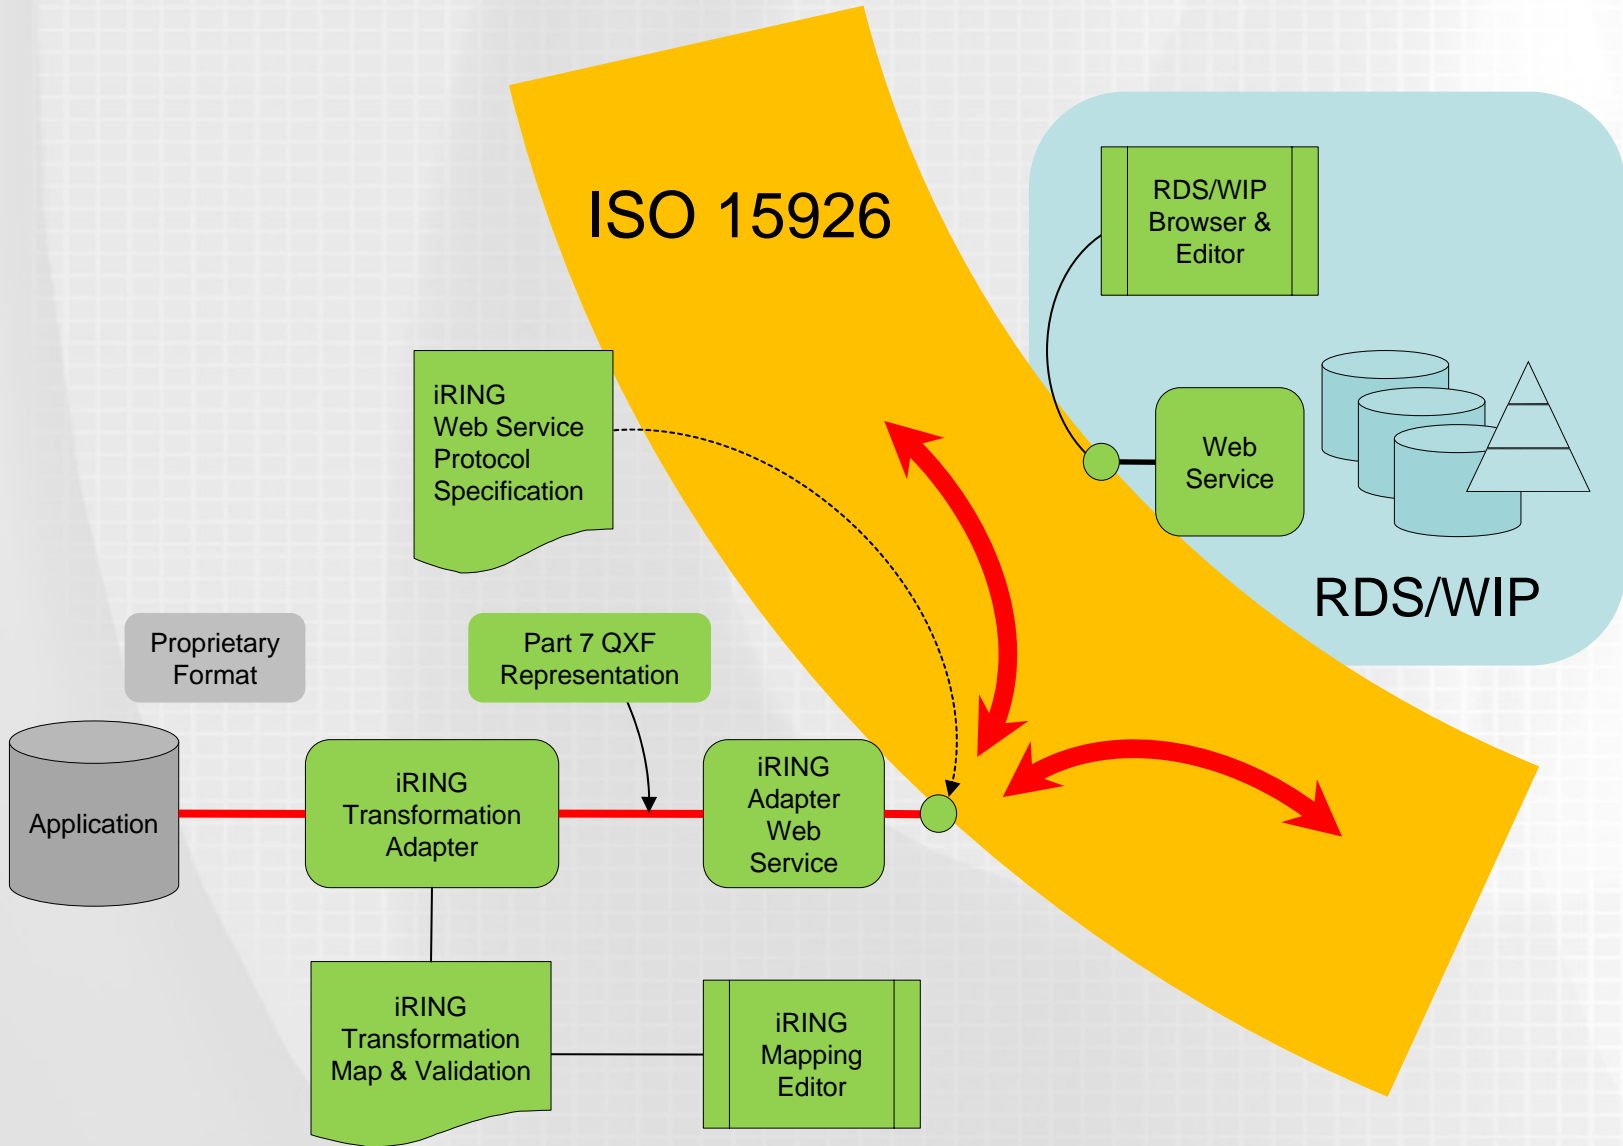 ISO 15926
RDS/WIP
Browser &
Editor
iRING
Web Service
Protocol
Specification
Web
Service
RDS/WIP
Proprietary
Format
Part 7 QXF
Representation
Application
iRING
Transformation
Adapter
iRING
Adapter
Web
Service
iRING
Transformation
Map & Validation
iRING
Mapping
Editor